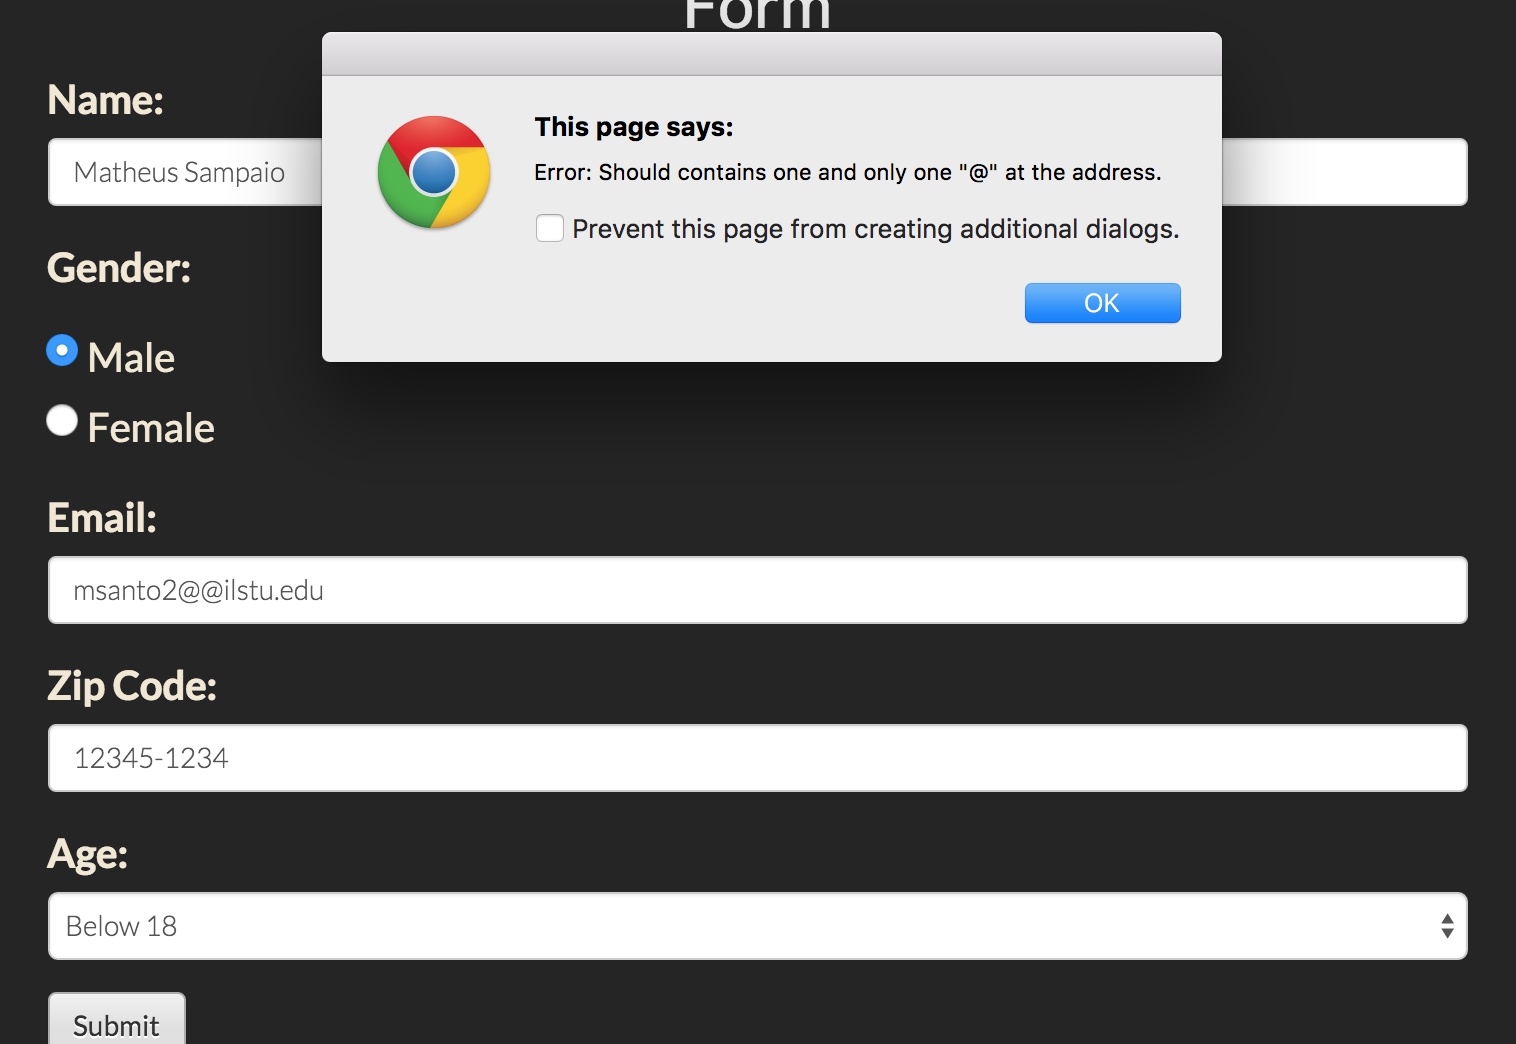 Form
This page says:
Error: Should contains one and only one "@" at the address.
Prevent this page from creating additional dialogs.
OK
Name:
Matheus Sampaio
Gender:
Male
Female
Email:
msanto2@@ilstu.edu
Zip Code:
12345-1234
Age:
Below 18
Submit